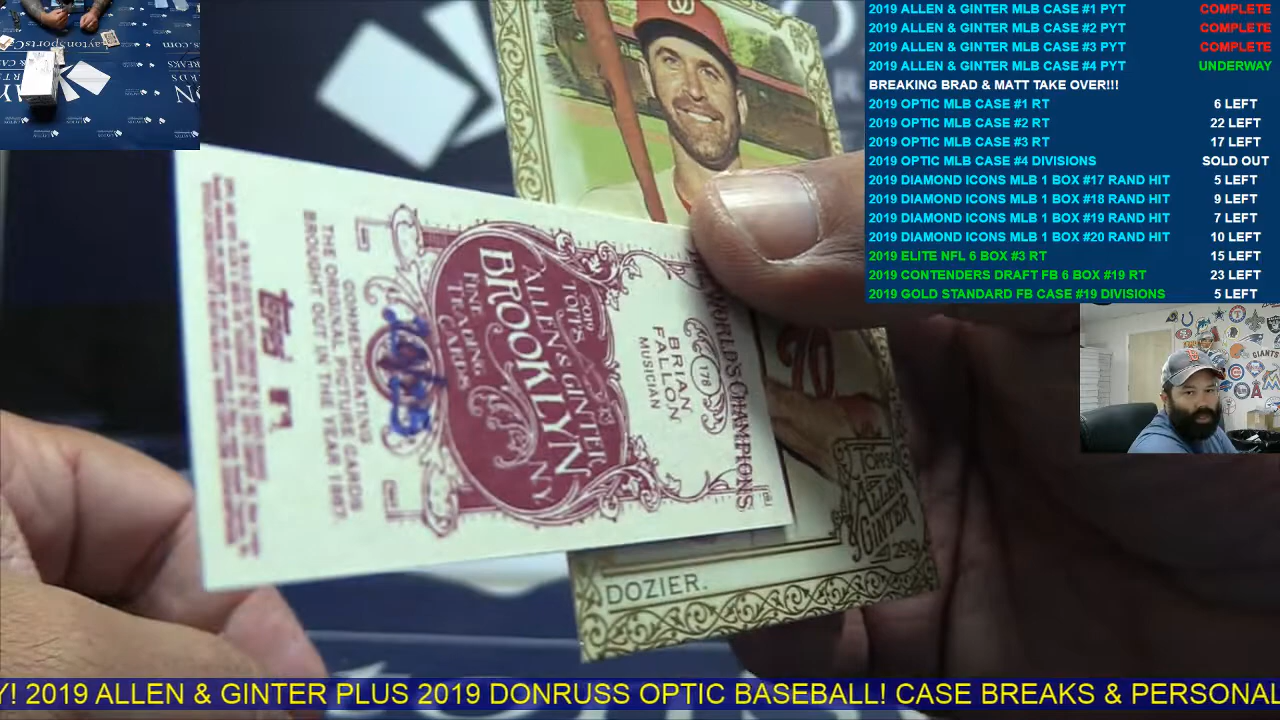 2019 ALLEN & GINTER MLB CASE #1 PYT COMPLETE
2019 ALLEN & GINTER MLB CASE #2 PYT COMPLETE
2019 ALLEN & GINTER MLB CASE #3 PYT COMPLETE
2019 ALLEN & GINTER MLB CASE #4 PYT UNDERWAY
BREAKING BRAD & MATT TAKE OVER!!!
2019 OPTIC MLB CASE #1 RT 6 LEFT
2019 OPTIC MLB CASE #2 RT 22 LEFT
2019 OPTIC MLB CASE #3 RT 17 LEFT
2019 OPTIC MLB CASE #4 DIVISIONS SOLD OUT
2019 DIAMOND ICONS MLB 1 BOX #17 RAND HIT 5 LEFT
2019 DIAMOND ICONS MLB 1 BOX #18 RAND HIT 9 LEFT
2019 DIAMOND ICONS MLB 1 BOX #19 RAND HIT 7 LEFT
2019 DIAMOND ICONS MLB 1 BOX #20 RAND HIT 10 LEFT
2019 ELITE NFL 6 BOX #3 RT 15 LEFT
2019 CONTENDERS DRAFT FB 6 BOX #19 RT 23 LEFT
2019 GOLD STANDARD FB CASE #19 DIVISIONS 5 LEFT
WORLD'S CHAMPIONS
178
BRIAN
FALLON
MUSICIAN
2019
TOPPS
ALLEN & GINTER
BROOKLYN, NY
FINE
TRADING
CARDS
COMMEMORATING
THE ORIGINAL PICTURE CARDS
BROUGHT OUT IN THE YEAR 1887.
TOPPS
ALLEN
GINTER
2019
DOZIER.
Y! 2019 ALLEN & GINTER PLUS 2019 DONRUSS OPTIC BASEBALL! CASE BREAKS & PERSONAL